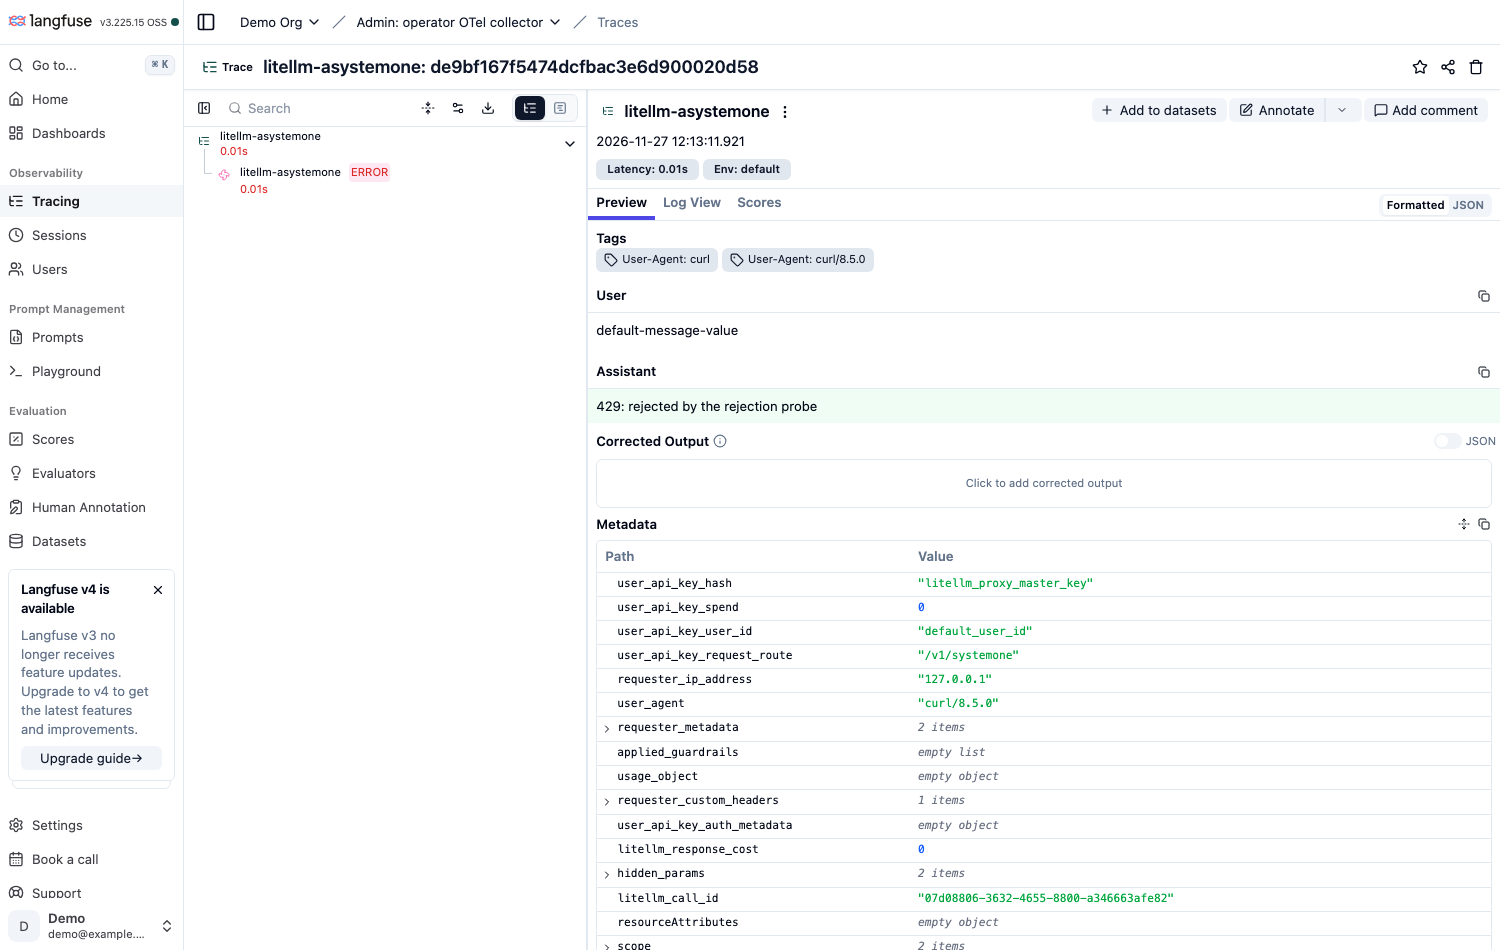 langfuse v3.225.15 OSS
Demo Org
Admin: operator OTel collector
Traces
Go to...
⌘ K
Home
Dashboards
Observability
Tracing
Sessions
Users
Prompt Management
Prompts
Playground
Evaluation
Scores
Evaluators
Human Annotation
Datasets
Langfuse v4 is
available
Langfuse v3 no
longer receives
feature updates.
Upgrade to v4 to get
the latest features
and improvements.
Upgrade guide→
Settings
Book a call
Support
D
Demo
demo@example....
Trace litellm-asystemone: de9bf167f5474dcfbac3e6d900020d58
Search
litellm-asystemone
0.01s
litellm-asystemone ERROR
0.01s
litellm-asystemone
Add to datasets
Annotate
Add comment
2026-11-27 12:13:11.921
Latency: 0.01s Env: default
Preview Log View Scores
Formatted JSON
Tags
User-Agent: curl User-Agent: curl/8.5.0
User
default-message-value
Assistant
429: rejected by the rejection probe
Corrected Output
JSON
Click to add corrected output
Metadata
Path Value
user_api_key_hash "litellm_proxy_master_key"
user_api_key_spend 0
user_api_key_user_id "default_user_id"
user_api_key_request_route "/v1/systemone"
requester_ip_address "127.0.0.1"
user_agent "curl/8.5.0"
requester_metadata 2 items
applied_guardrails empty list
usage_object empty object
requester_custom_headers 1 items
user_api_key_auth_metadata empty object
litellm_response_cost 0
hidden_params 2 items
litellm_call_id "07d08806-3632-4655-8800-a346663afe82"
resourceAttributes empty object
scope 2 items